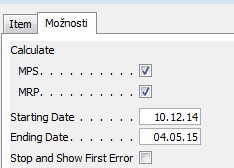 Item Možnosti
Calculate
MPS. . . . . . . . . .
MRP. . . . . . . . . .
Starting Date . . . . . . 10.12.14
Ending Date. . . . . . . 04.05.15
Stop and Show First Error